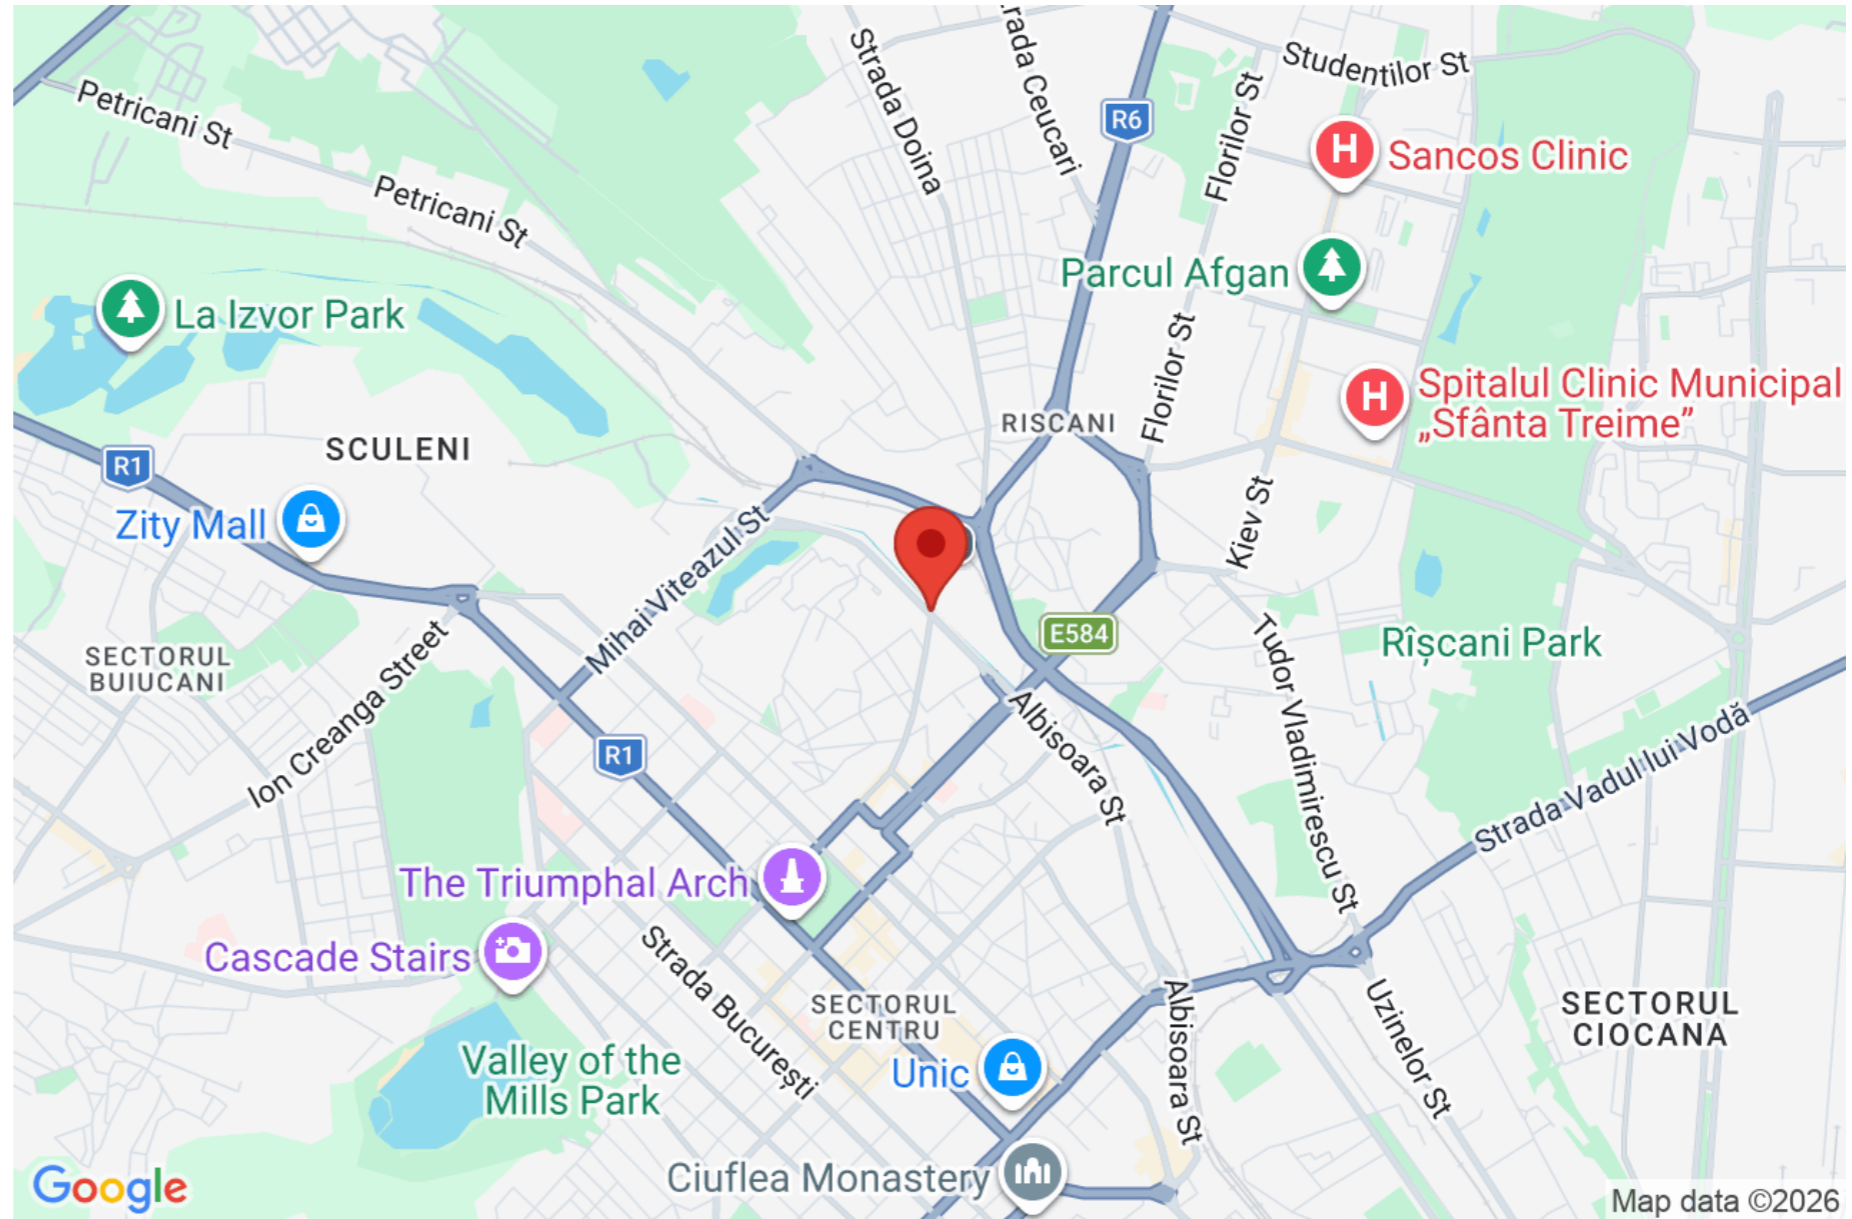 Strada Doina
rada Ceucari
Studentilor St
Petricani St
R6
Florilor St
Sancos Clinic
Petricani St
Parcul Afgan
La Izvor Park
Florilor St
Spitalul Clinic Municipal
„Sfânta Treime”
RISCANI
SCULENI
R1
Zity Mall
Mihai Viteazul St
Kiev St
E584
Rîșcani Park
SECTORUL
BUIUCANI
Ion Creanga Street
Tudor Vladimirescu St
Albisoara St
R1
Strada Vadul lui Vodă
The Triumphal Arch
Cascade Stairs
Strada București
SECTORUL
CENTRU
Albisoara St
Uzinelor St
SECTORUL
CIOCANA
Valley of the
Mills Park
Unic
Ciuflea Monastery
Google
Map data ©2026